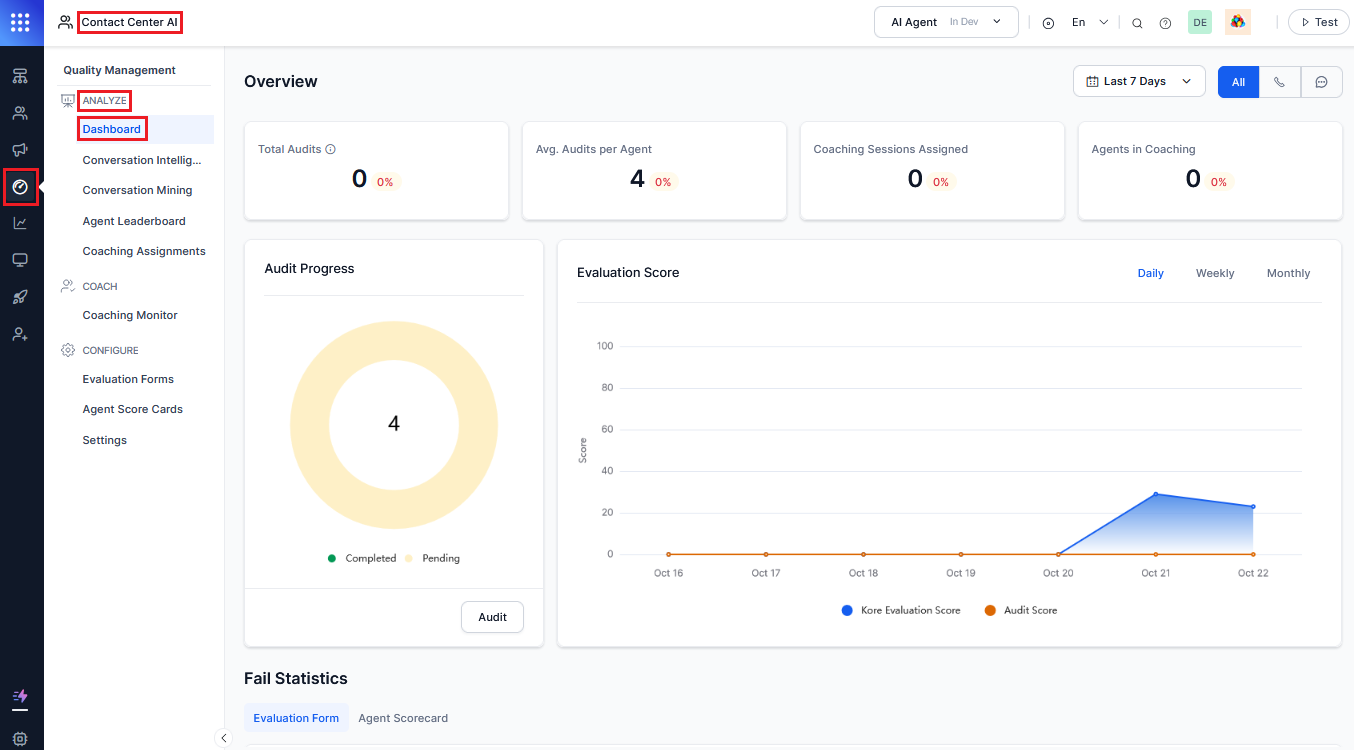 Contact Center AI
AI Agent In Dev
En
DE
Test
Quality Management
ANALYZE
Dashboard
Conversation Intellig...
Conversation Mining
Agent Leaderboard
Coaching Assignments
COACH
Coaching Monitor
CONFIGURE
Evaluation Forms
Agent Score Cards
Settings
Overview
Last 7 Days
All
Total Audits
0 0%
Avg. Audits per Agent
4 0%
Coaching Sessions Assigned
0 0%
Agents in Coaching
0 0%
Audit Progress
4
Completed Pending
Audit
Evaluation Score
Daily Weekly Monthly
Score
100
80
60
40
20
0
Oct 16 Oct 17 Oct 18 Oct 19 Oct 20 Oct 21 Oct 22
Kore Evaluation Score Audit Score
Fail Statistics
Evaluation Form Agent Scorecard